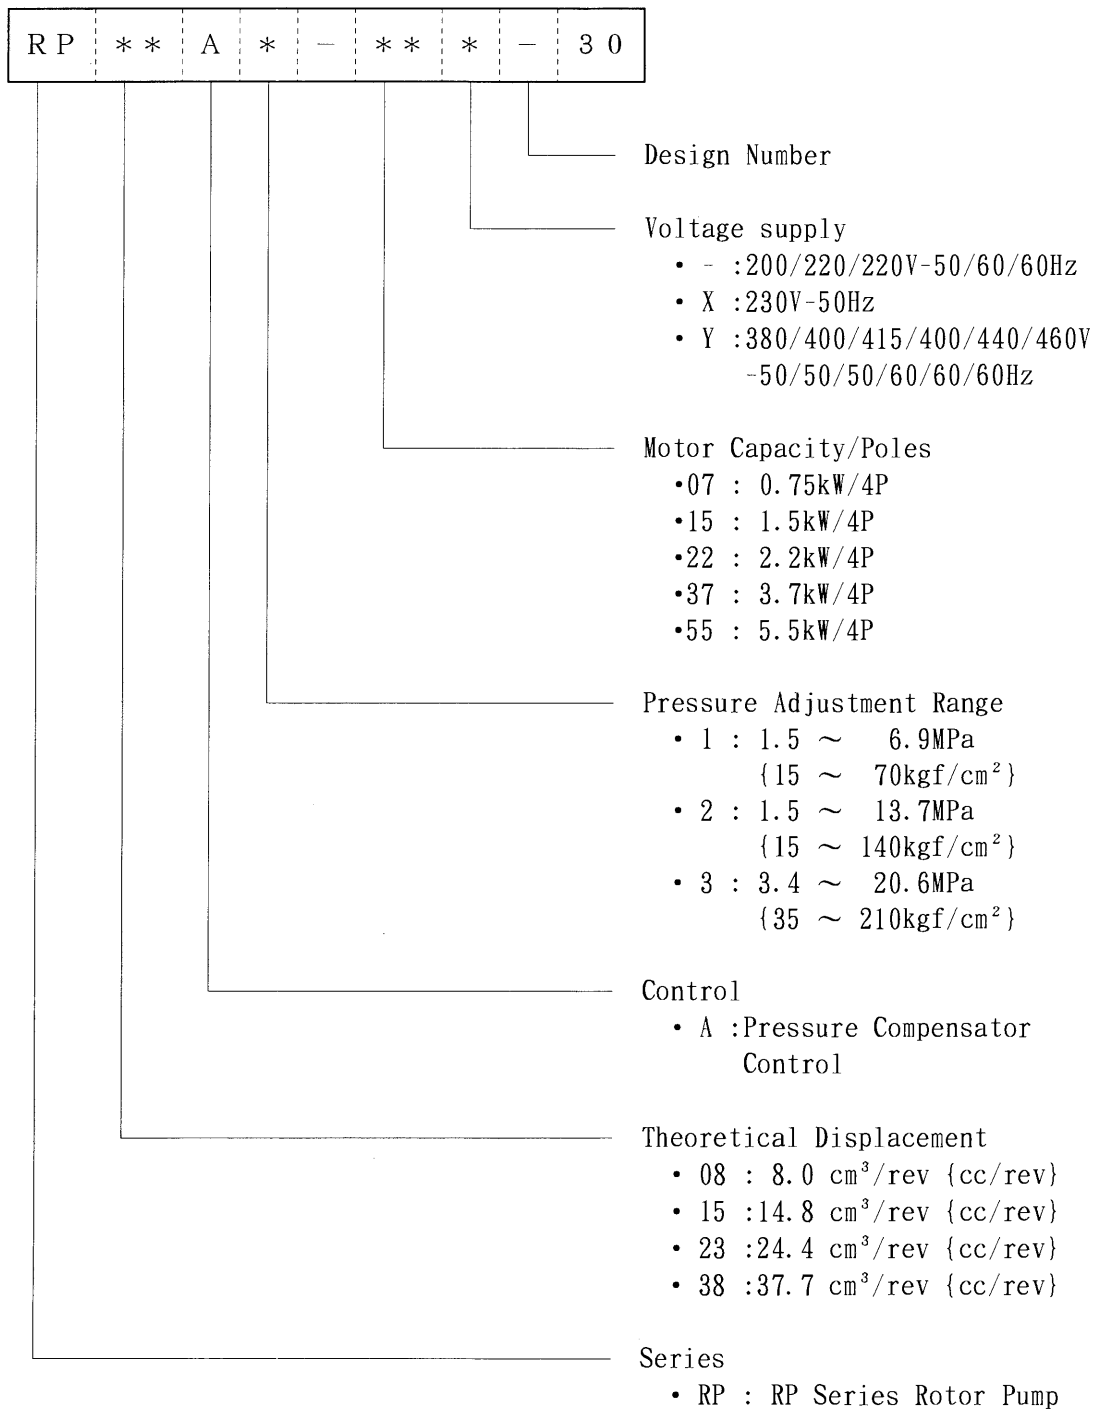 RP ** A * - ** * - 30
Design Number
Voltage supply
• - :200/220/220V-50/60/60Hz
• X :230V-50Hz
• Y :380/400/415/400/440/460V
-50/50/50/60/60/60Hz
Motor Capacity/Poles
•07 : 0.75kW/4P
•15 : 1.5kW/4P
•22 : 2.2kW/4P
•37 : 3.7kW/4P
•55 : 5.5kW/4P
Pressure Adjustment Range
• 1 : 1.5 ~ 6.9MPa
{15 ~ 70kgf/cm²}
• 2 : 1.5 ~ 13.7MPa
{15 ~ 140kgf/cm²}
• 3 : 3.4 ~ 20.6MPa
{35 ~ 210kgf/cm²}
Control
• A :Pressure Compensator
Control
Theoretical Displacement
• 08 : 8.0 cm³/rev {cc/rev}
• 15 :14.8 cm³/rev {cc/rev}
• 23 :24.4 cm³/rev {cc/rev}
• 38 :37.7 cm³/rev {cc/rev}
Series
• RP : RP Series Rotor Pump